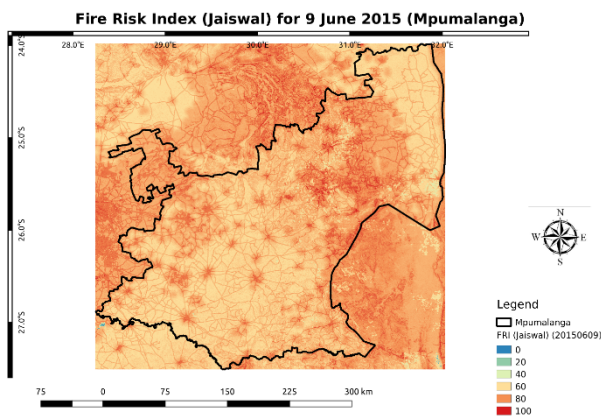 Fire Risk Index (Jaiswal) for 9 June 2015 (Mpumalanga)
28.0°E 29.0°E 30.0°E 31.0°E 32.0°E
24.0°S
25.0°S
26.0°S
27.0°S
N
W E
S
Legend
Mpumalanga
FRI (Jaiswal) (20150609)
0
20
40
60
80
100
75 0 75 150 225 300 km